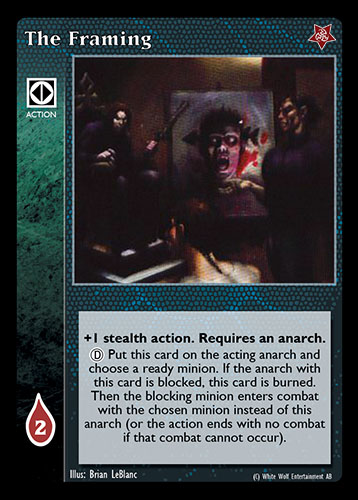 The Framing
ACTION
+1 stealth action. Requires an anarch.
Ⓓ Put this card on the acting anarch and
choose a ready minion. If the anarch with
this card is blocked, this card is burned.
Then the blocking minion enters combat
with the chosen minion instead of this
anarch (or the action ends with no combat
if that combat cannot occur).
2
Illus: Brian LeBlanc
(C) White Wolf Entertainment AB